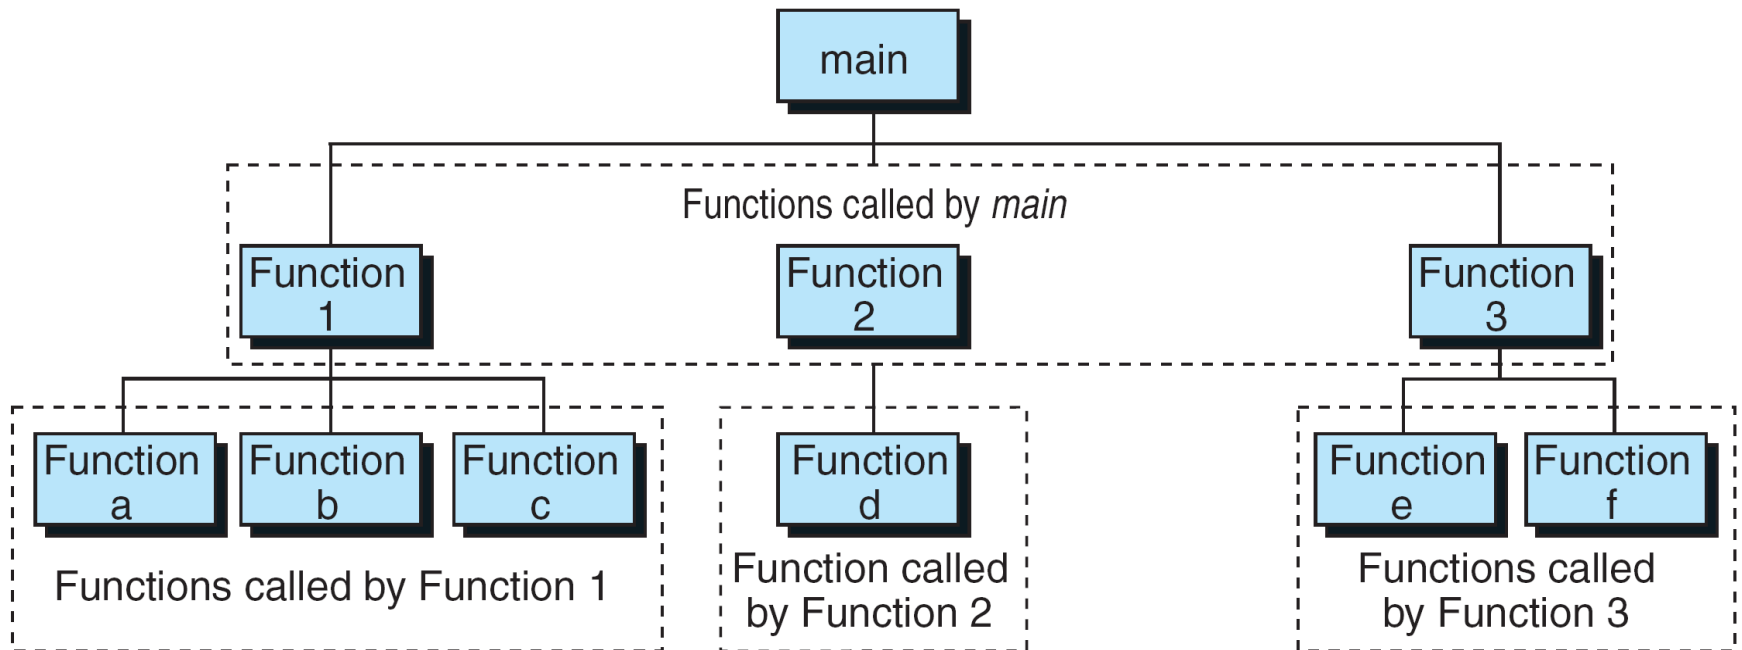 main
Functions called by main
Function
1
Function
2
Function
3
Function
a
Function
b
Function
c
Function
d
Function
e
Function
f
Functions called by Function 1
Function called
by Function 2
Functions called
by Function 3